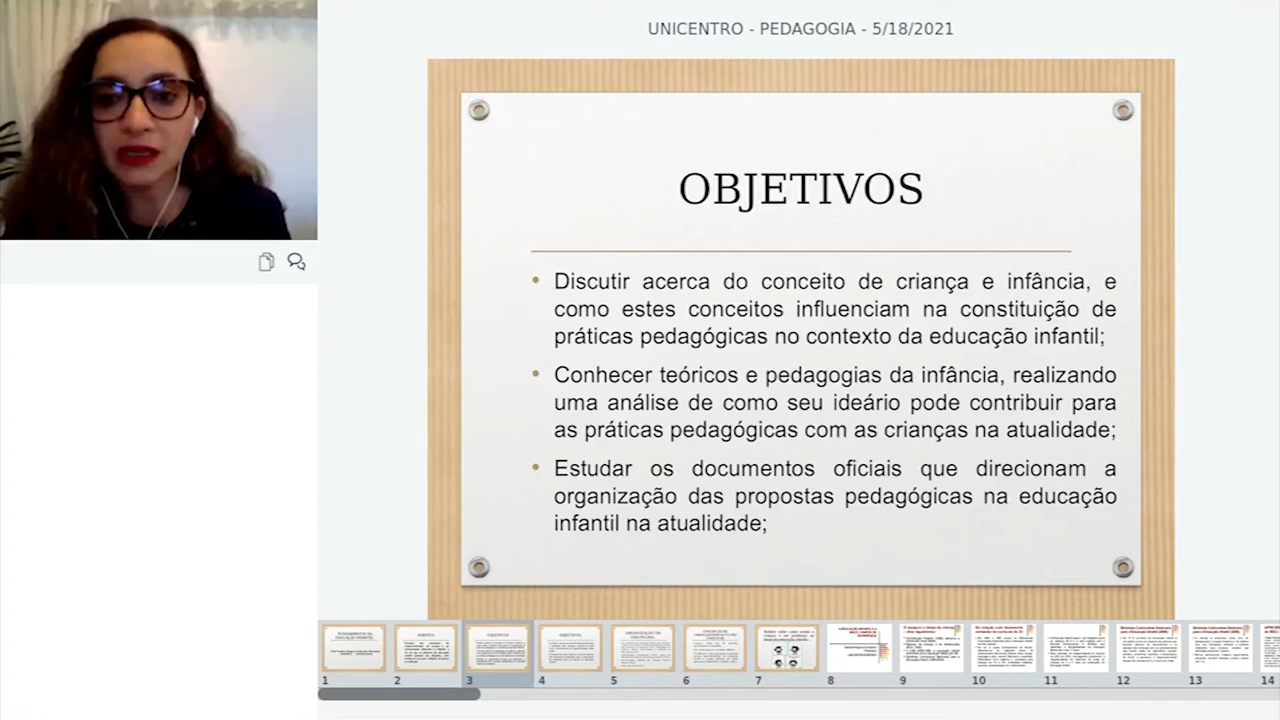 UNICENTRO - PEDAGOGIA - 5/18/2021
OBJETIVOS
• Discutir acerca do conceito de criança e infância, e
como estes conceitos influenciam na constituição de
práticas pedagógicas no contexto da educação infantil;
• Conhecer teóricos e pedagogias da infância, realizando
uma análise de como seu ideário pode contribuir para
as práticas pedagógicas com as crianças na atualidade;
• Estudar os documentos oficiais que direcionam a
organização das propostas pedagógicas na educação
infantil na atualidade;
1 2 3 4 5 6 7 8 9 10 11 12 13 14